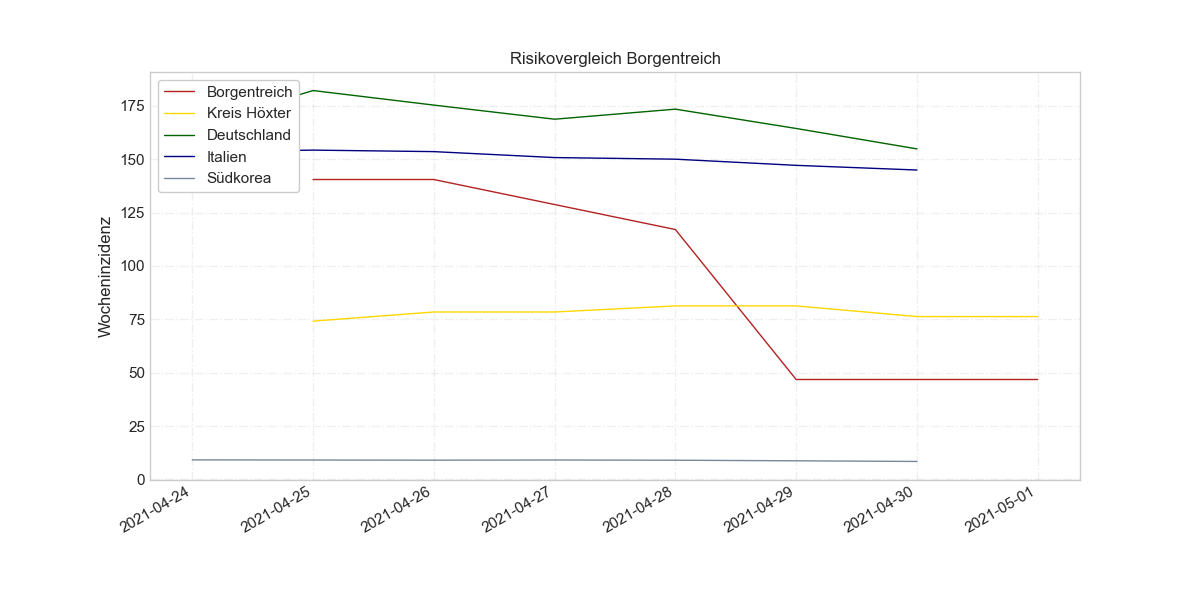 Risikovergleich Borgentreich
Borgentreich
Kreis Höxter
Deutschland
Italien
Südkorea
Wocheninzidenz
175
150
125
100
75
50
25
0
2021-04-24
2021-04-25
2021-04-26
2021-04-27
2021-04-28
2021-04-29
2021-04-30
2021-05-01